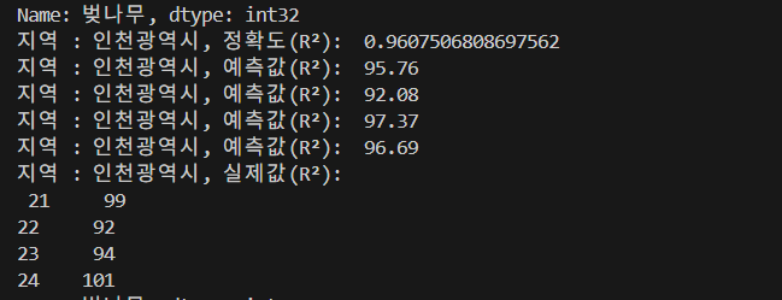 Name: 벚나무, dtype: int32
지역 : 인천광역시, 정확도(R²):  0.9607506808697562
지역 : 인천광역시, 예측값(R²):  95.76
지역 : 인천광역시, 예측값(R²):  92.08
지역 : 인천광역시, 예측값(R²):  97.37
지역 : 인천광역시, 예측값(R²):  96.69
지역 : 인천광역시, 실제값(R²):
21     99
22     92
23     94
24    101